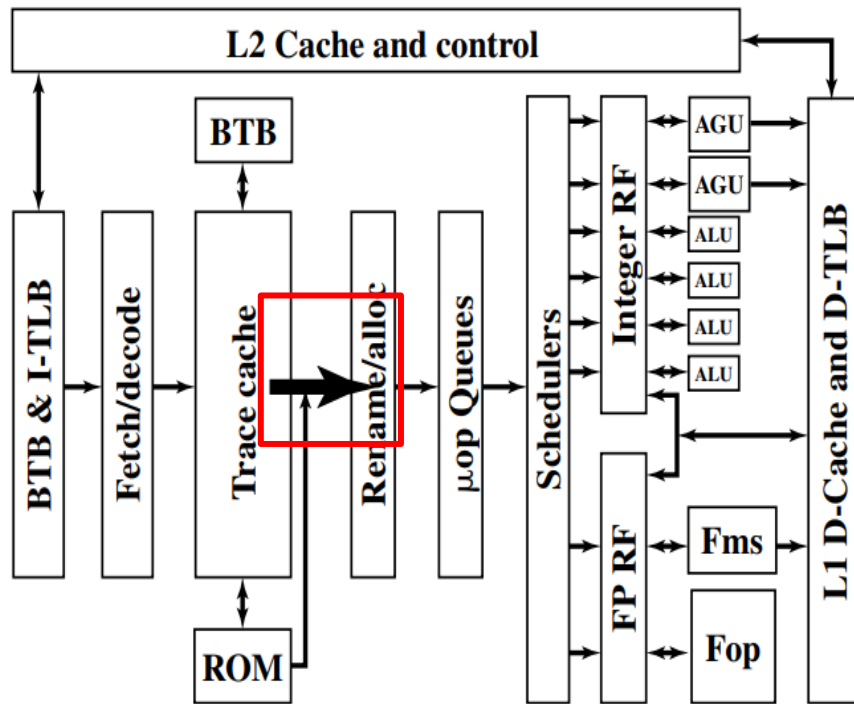 L2 Cache and control
BTB
BTB & I-TLB
Fetch/decode
Trace cache
ROM
Rename/alloc
μop Queues
Schedulers
Integer RF
FP RF
AGU
AGU
ALU
ALU
ALU
ALU
Fms
Fop
L1 D-Cache and D-TLB